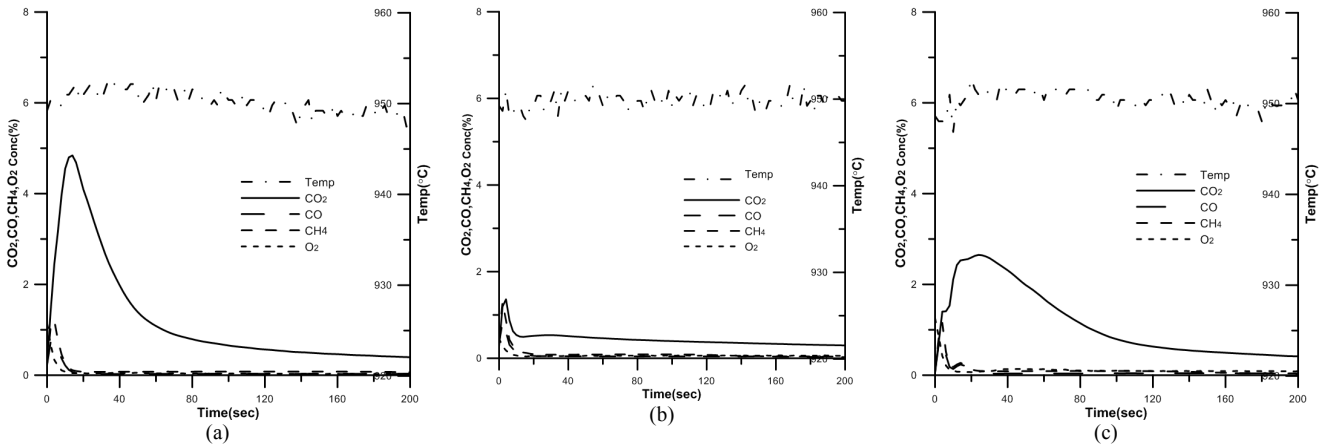 8
6
4
2
0
CO2,CO,CH4,O2 Conc(%)
960
950
940
930
920
Temp(°C)
Temp
CO2
CO
CH4
O2
0 40 80 120 160 200
Time(sec)
(a)
8
6
4
2
0
CO2,CO,CH4,O2 Conc(%)
960
950
940
930
920
Temp(°C)
Temp
CO2
CO
CH4
O2
0 40 80 120 160 200
Time(sec)
(b)
8
6
4
2
0
CO2,CO,CH4,O2 Conc(%)
960
950
940
930
920
Temp(°C)
Temp
CO2
CO
CH4
O2
0 40 80 120 160 200
Time(sec)
(c)